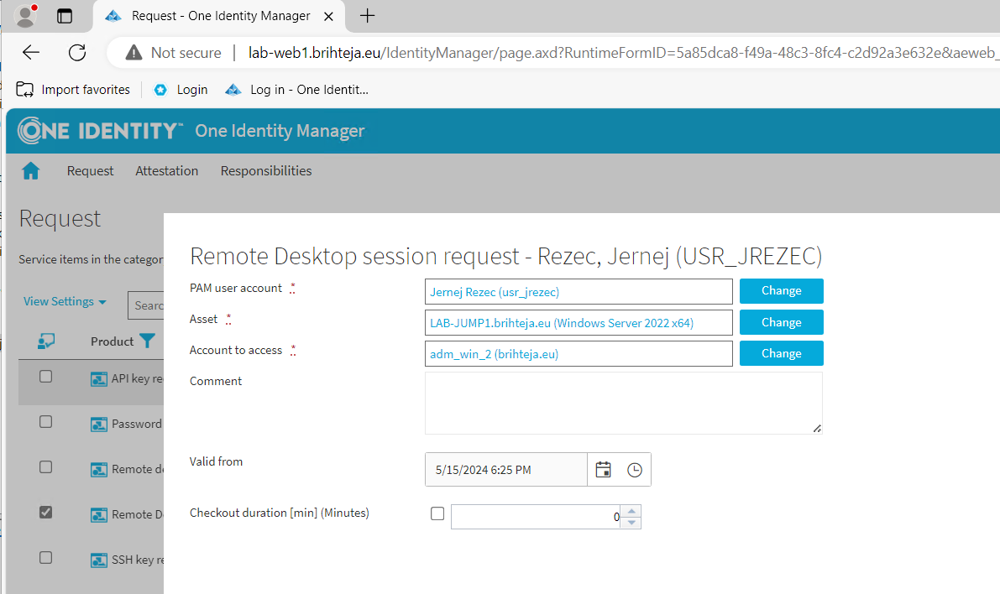 Request - One Identity Manager
Not secure lab-web1.brihteja.eu/IdentityManager/page.axd?RuntimeFormID=5a85dca8-f49a-48c3-8fc4-c2d92a3e632e&aeweb_
Import favorites Login Log in - One Identit...
ONE IDENTITY™ One Identity Manager
Request Attestation Responsibilities
Request
Service items in the categor
View Settings
Searc
Product
API key re
Password
Remote de
Remote D
SSH key re
Remote Desktop session request - Rezec, Jernej (USR_JREZEC)
PAM user account * Jernej Rezec (usr_jrezec) Change
Asset * LAB-JUMP1.brihteja.eu (Windows Server 2022 x64) Change
Account to access * adm_win_2 (brihteja.eu) Change
Comment
Valid from 5/15/2024 6:25 PM
Checkout duration [min] (Minutes) 0